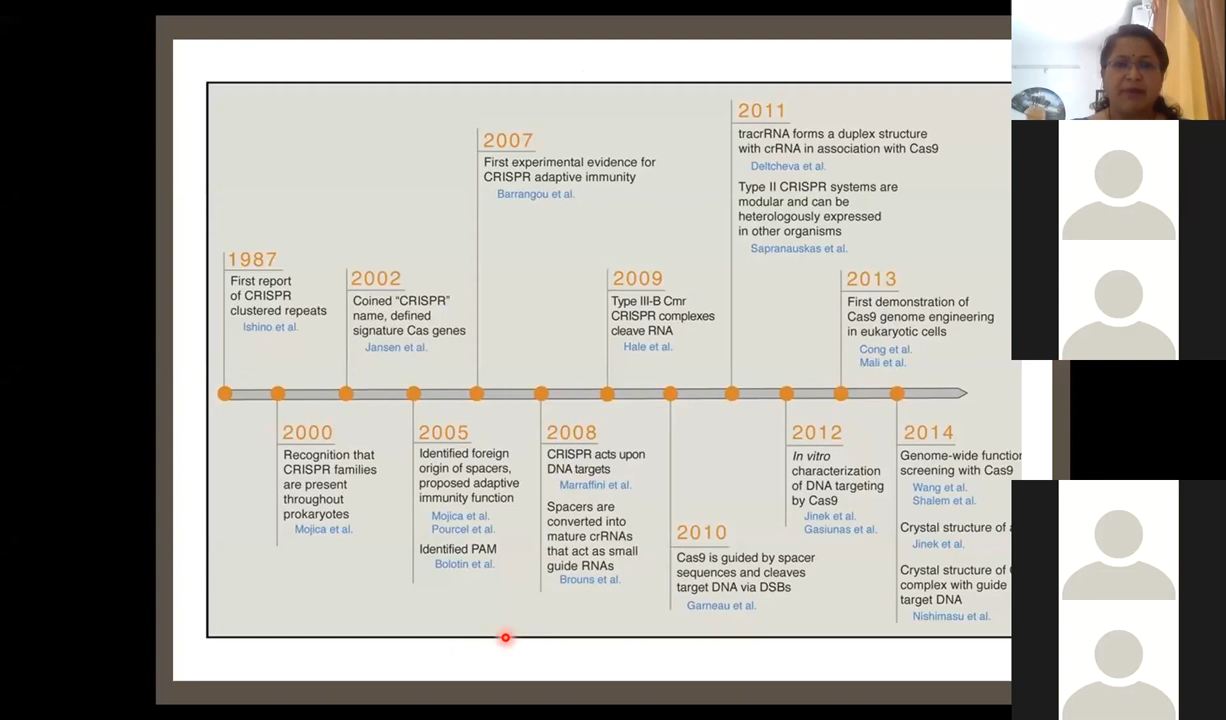 1987
First report
of CRISPR
clustered repeats
Ishino et al.
2000
Recognition that
CRISPR families
are present
throughout
prokaryotes
Mojica et al.
2002
Coined “CRISPR”
name, defined
signature Cas genes
Jansen et al.
2005
Identified foreign
origin of spacers,
proposed adaptive
immunity function
Mojica et al.
Pourcel et al.
Identified PAM
Bolotin et al.
2007
First experimental evidence for
CRISPR adaptive immunity
Barrangou et al.
2008
CRISPR acts upon
DNA targets
Marraffini et al.
Spacers are
converted into
mature crRNAs
that act as small
guide RNAs
Brouns et al.
2009
Type III-B Cmr
CRISPR complexes
cleave RNA
Hale et al.
2010
Cas9 is guided by spacer
sequences and cleaves
target DNA via DSBs
Garneau et al.
2011
tracrRNA forms a duplex structure
with crRNA in association with Cas9
Deltcheva et al.
Type II CRISPR systems are
modular and can be
heterologously expressed
in other organisms
Sapranauskas et al.
2012
In vitro
characterization
of DNA targeting
by Cas9
Jinek et al.
Gasiunas et al.
2013
First demonstration of
Cas9 genome engineering
in eukaryotic cells
Cong et al.
Mali et al.
2014
Genome-wide
screening with Cas9
Wang et al.
Shalem et al.
Crystal structure of
Jinek et al.
Crystal structure of
complex with guide
target DNA
Nishimasu et al.